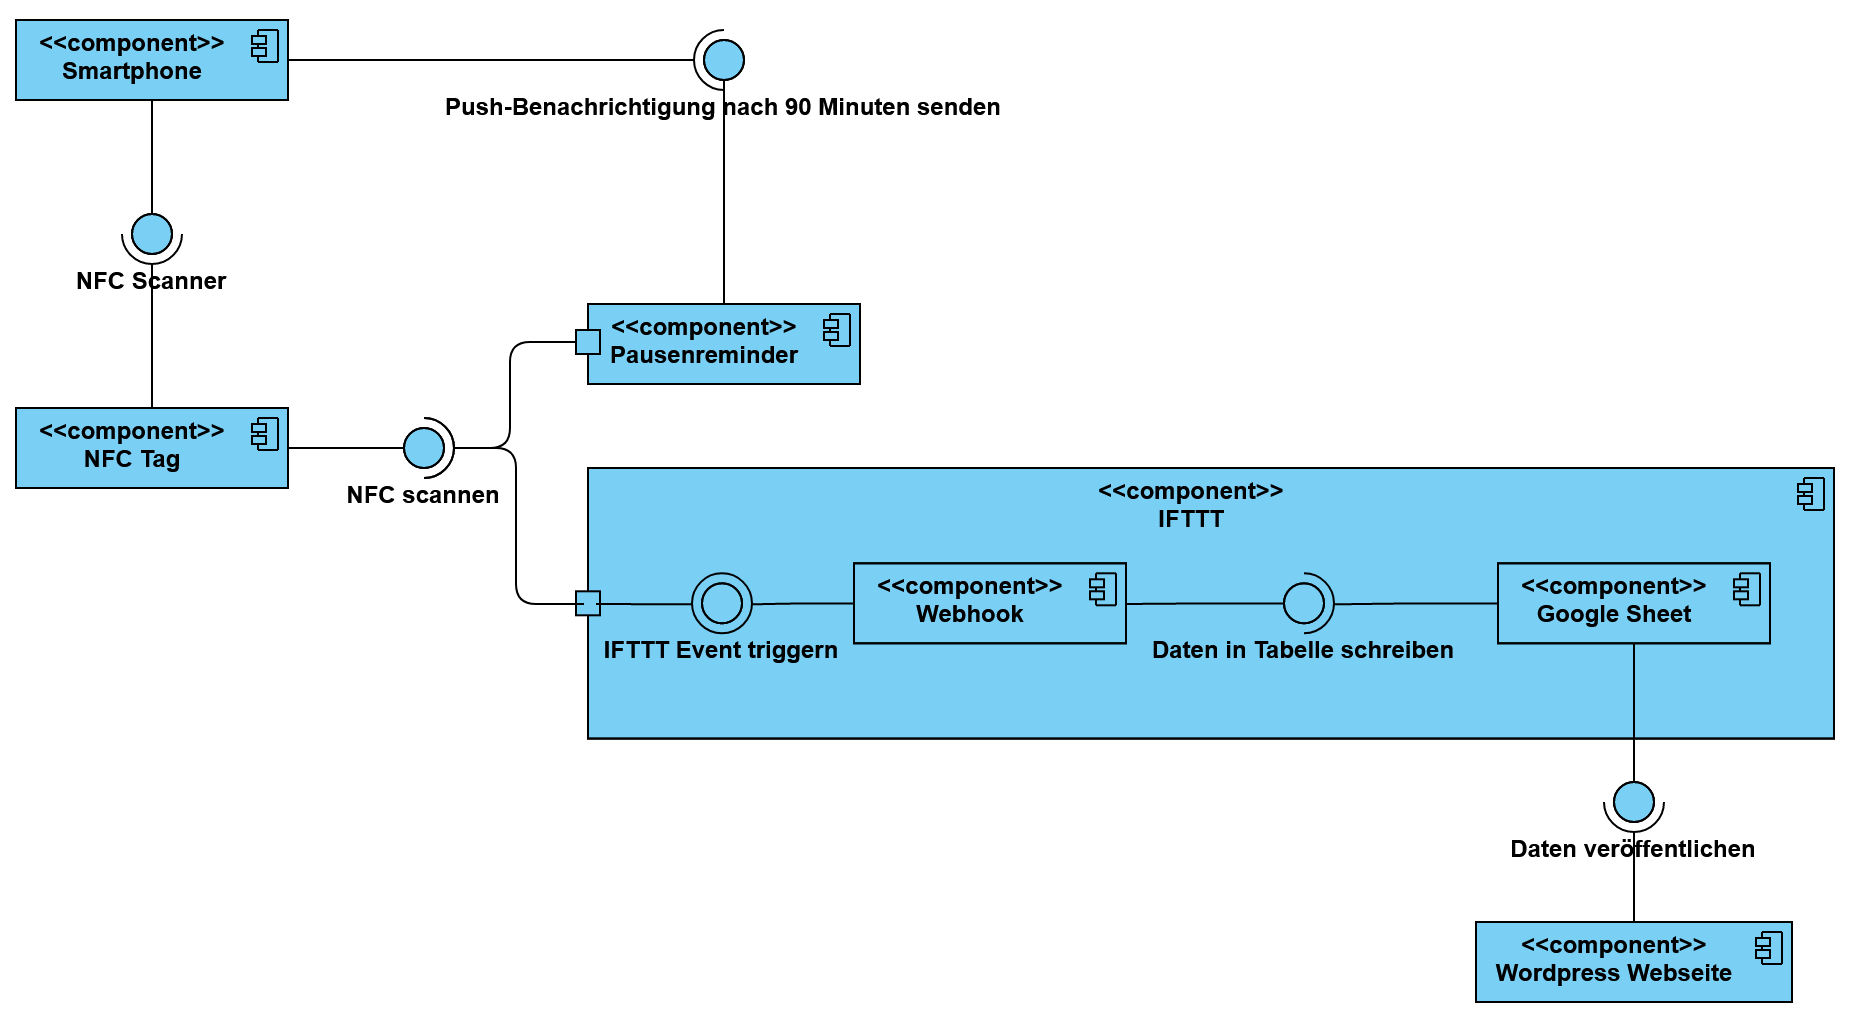 <<component>>
Smartphone
Push-Benachrichtigung nach 90 Minuten senden
NFC Scanner
<<component>>
Pausenreminder
<<component>>
NFC Tag
NFC scannen
<<component>>
IFTTT
IFTTT Event triggern
<<component>>
Webhook
Daten in Tabelle schreiben
<<component>>
Google Sheet
Daten veröffentlichen
<<component>>
Wordpress Webseite